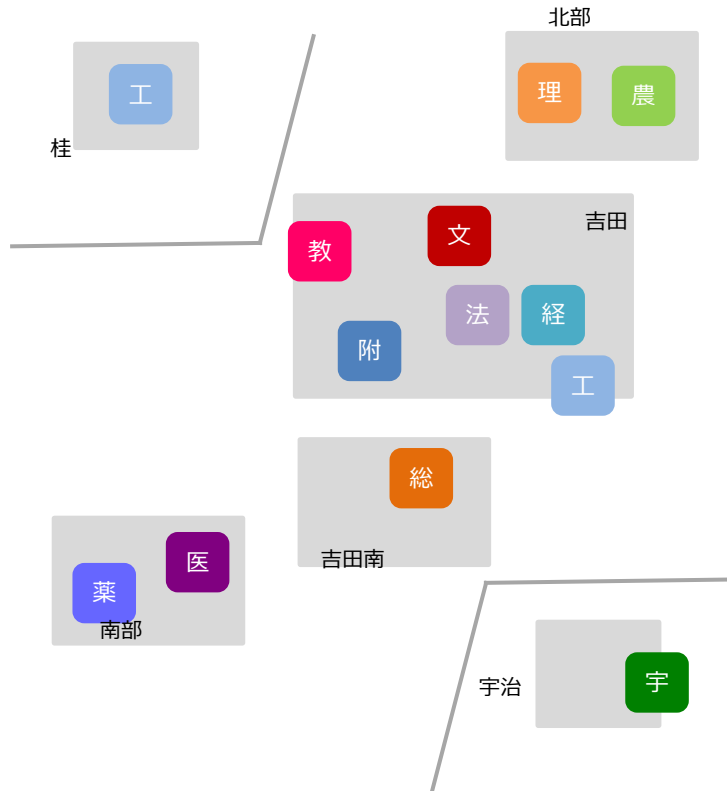 北部
工
理
農
桂
吉田
教
文
法
経
附
工
総
吉田南
医
薬
南部
宇治
宇